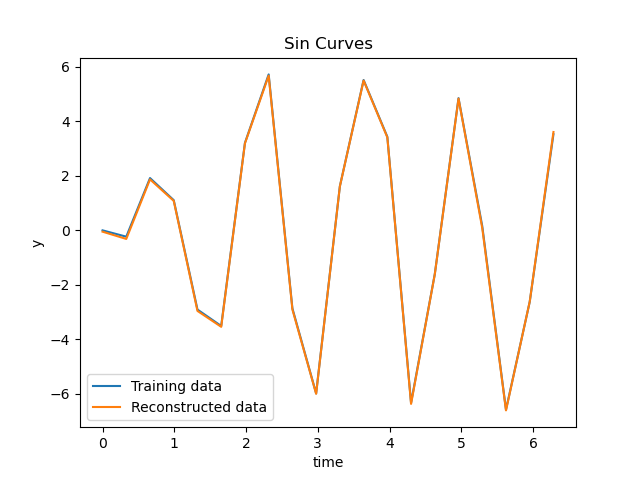 Sin Curves
6
4
2
0
−2
−4
−6
y
Training data
Reconstructed data
0 1 2 3 4 5 6
time